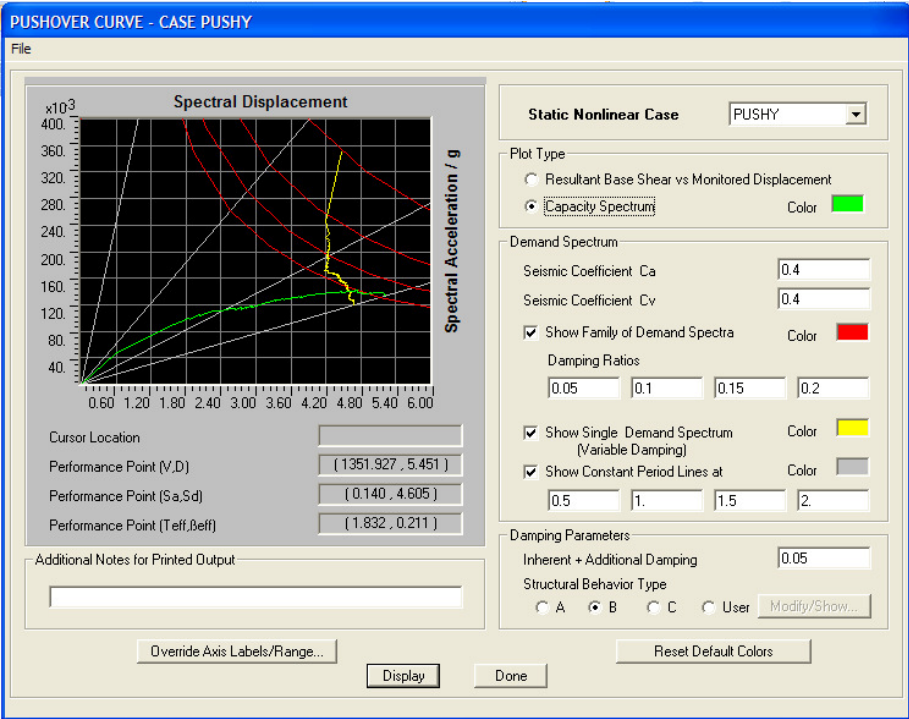 PUSHOVER CURVE - CASE PUSHY
File
Spectral Displacement
x10-3
400.
360.
320.
280.
240.
200.
160.
120.
80.
40.
0.60 1.20 1.80 2.40 3.00 3.60 4.20 4.80 5.40 6.00
Spectral Acceleration / g
Cursor Location
Performance Point (V,D) ( 1351.927 , 5.451 )
Performance Point (Sa,Sd) ( 0.140 , 4.605 )
Performance Point (Teff,ßeff) ( 1.832 , 0.211 )
Additional Notes for Printed Output
Static Nonlinear Case PUSHY
Plot Type
Resultant Base Shear vs Monitored Displacement
Capacity Spectrum Color
Demand Spectrum
Seismic Coefficient Ca 0.4
Seismic Coefficient Cv 0.4
Show Family of Demand Spectra Color
Damping Ratios
0.05 0.1 0.15 0.2
Show Single Demand Spectrum Color
(Variable Damping)
Show Constant Period Lines at Color
0.5 1. 1.5 2.
Damping Parameters
Inherent + Additional Damping 0.05
Structural Behavior Type
A B C User Modify/Show...
Override Axis Labels/Range... Reset Default Colors
Display Done